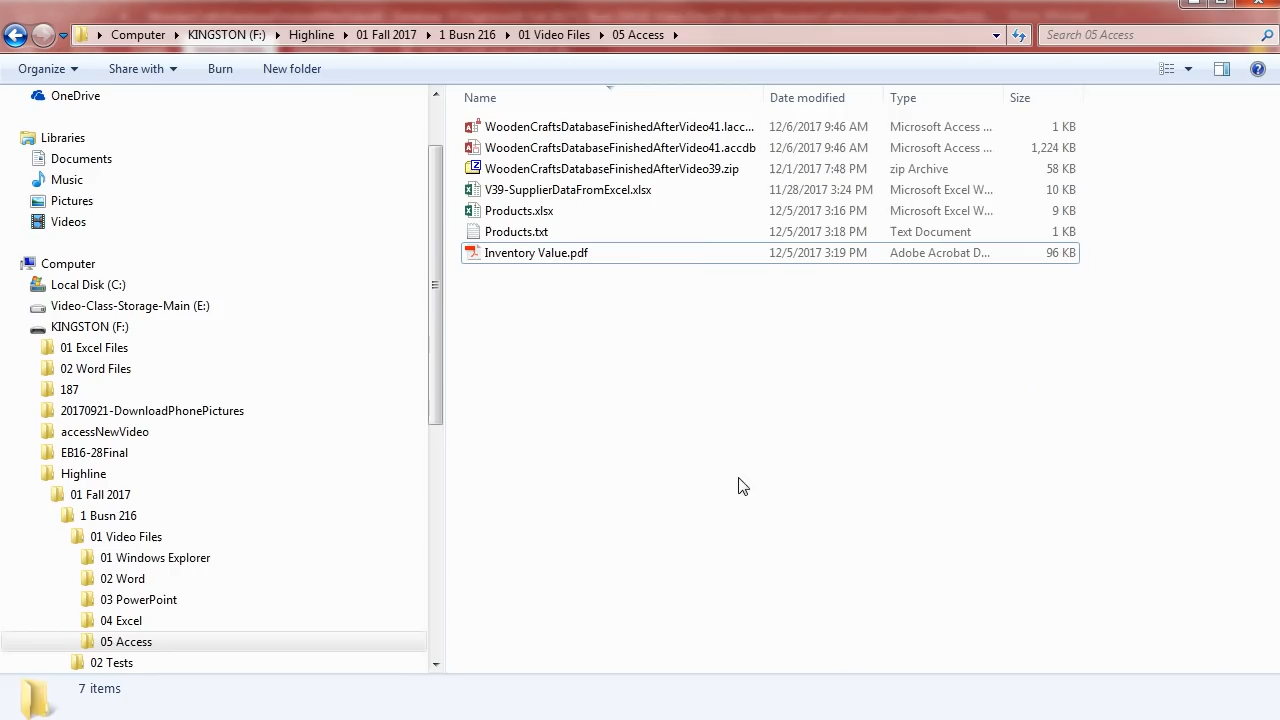 Computer KINGSTON (F:) Highline 01 Fall 2017 1 Busn 216 01 Video Files 05 Access Search 05 Access
Organize Share with Burn New folder
OneDrive
Libraries
Documents
Music
Pictures
Videos
Computer
Local Disk (C:)
Video-Class-Storage-Main (E:)
KINGSTON (F:)
01 Excel Files
02 Word Files
187
20170921-DownloadPhonePictures
accessNewVideo
EB16-28Final
Highline
01 Fall 2017
1 Busn 216
01 Video Files
01 Windows Explorer
02 Word
03 PowerPoint
04 Excel
05 Access
02 Tests
Name Date modified Type Size
WoodenCraftsDatabaseFinishedAfterVideo41.lacc... 12/6/2017 9:46 AM Microsoft Access ... 1 KB
WoodenCraftsDatabaseFinishedAfterVideo41.accdb 12/6/2017 9:46 AM Microsoft Access ... 1,224 KB
WoodenCraftsDatabaseFinishedAfterVideo39.zip 12/1/2017 7:48 PM zip Archive 58 KB
V39-SupplierDataFromExcel.xlsx 11/28/2017 3:24 PM Microsoft Excel W... 10 KB
Products.xlsx 12/5/2017 3:16 PM Microsoft Excel W... 9 KB
Products.txt 12/5/2017 3:18 PM Text Document 1 KB
Inventory Value.pdf 12/5/2017 3:19 PM Adobe Acrobat D... 96 KB
7 items